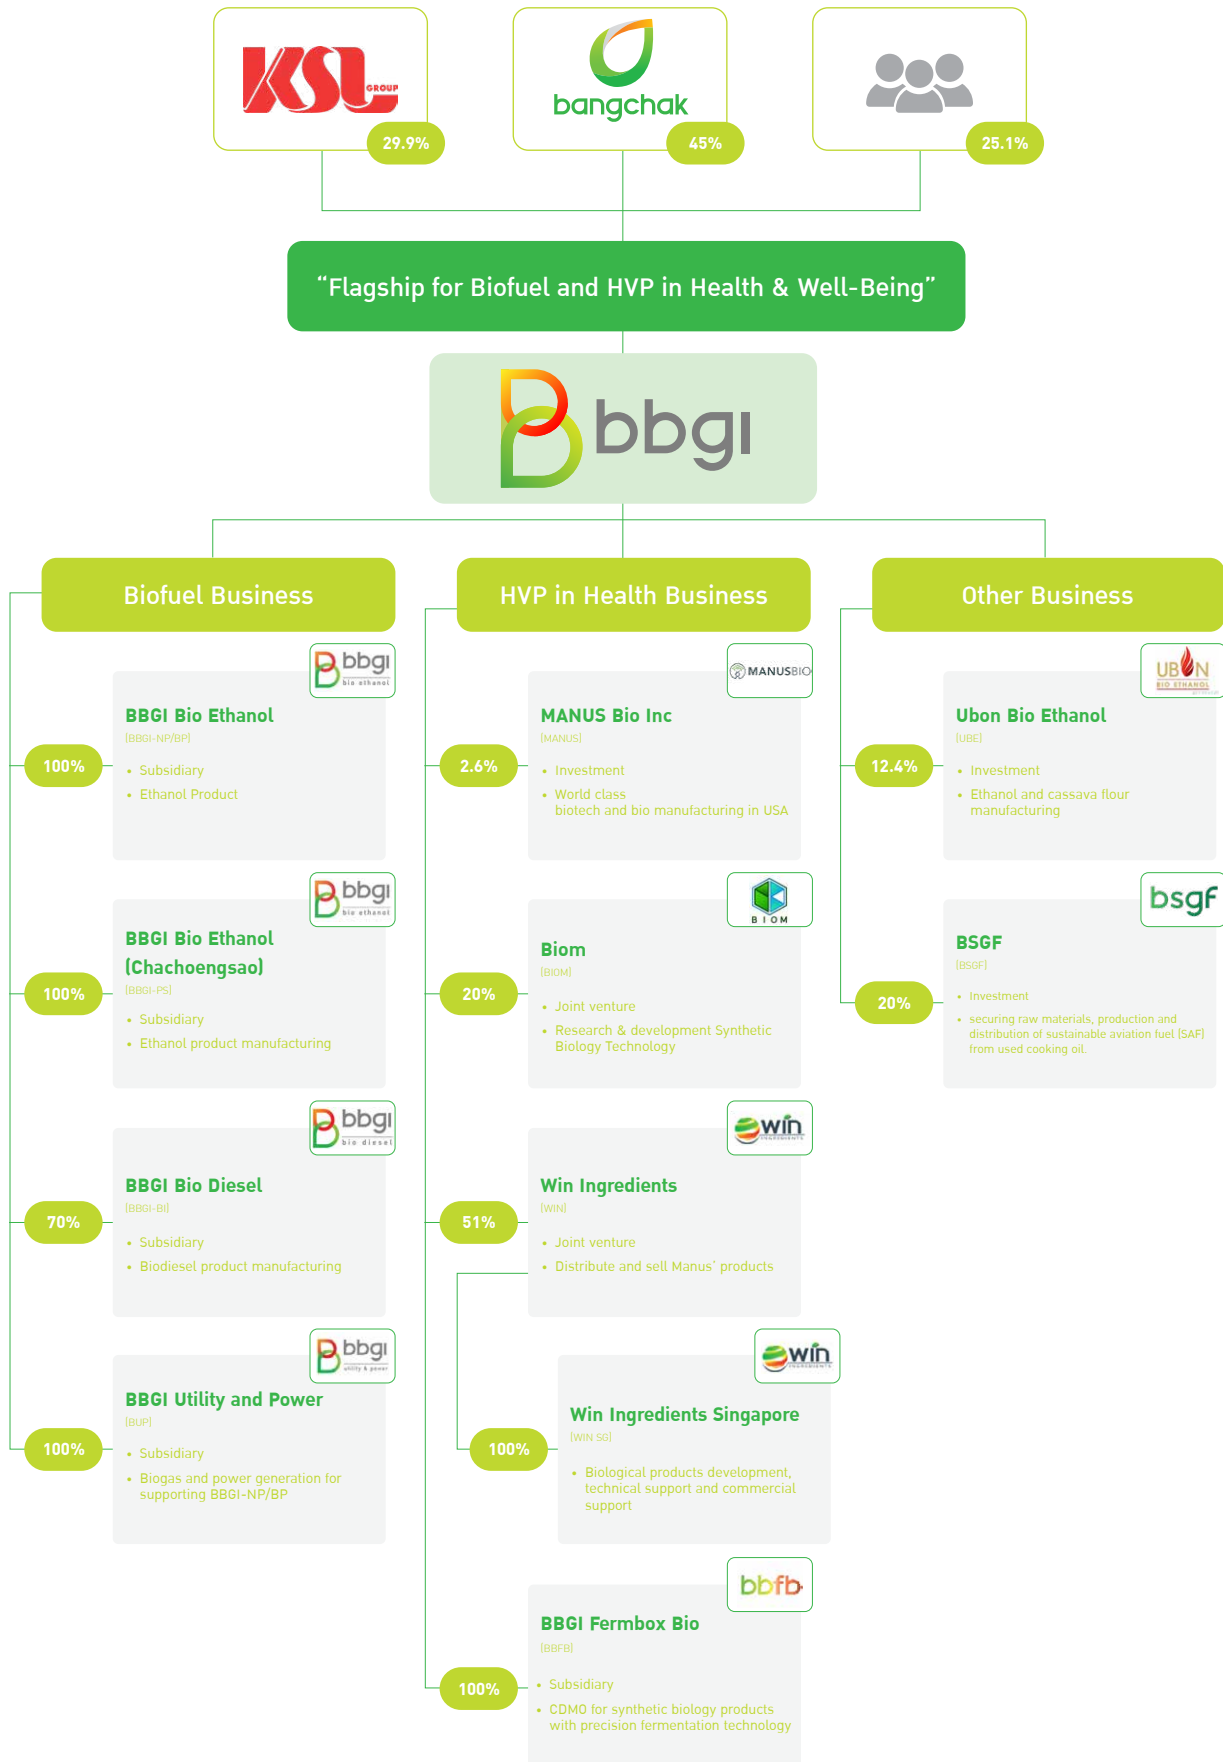 KSL
GROUP
29.9%
bangchak
45%
25.1%
“Flagship for Biofuel and HVP in Health & Well-Being”
bbgi
Biofuel Business
bbgi
bio ethanol
BBGI Bio Ethanol
(BBGI-NP/BP)
100%
• Subsidiary
• Ethanol Product
bbgi
bio ethanol
BBGI Bio Ethanol
(Chachoengsao)
(BBGI-PS)
100%
• Subsidiary
• Ethanol product manufacturing
bbgi
bio diesel
BBGI Bio Diesel
(BBGI-BI)
70%
• Subsidiary
• Biodiesel product manufacturing
bbgi
utility & power
BBGI Utility and Power
(BUP)
100%
• Subsidiary
• Biogas and power generation for
supporting BBGI-NP/BP
HVP in Health Business
MANUSBIO
MANUS Bio Inc
(MANUS)
2.6%
• Investment
• World class
biotech and bio manufacturing in USA
BIOM
Biom
(BIOM)
20%
• Joint venture
• Research & development Synthetic
Biology Technology
win
INGREDIENTS
Win Ingredients
(WIN)
51%
• Joint venture
• Distribute and sell Manus' products
win
INGREDIENTS
Win Ingredients Singapore
(WIN SG)
100%
• Biological products development,
technical support and commercial
support
bbfb
BBGI Fermbox Bio
(BBFB)
100%
• Subsidiary
• CDMO for synthetic biology products
with precision fermentation technology
Other Business
UBON
BIO ETHANOL
Ubon Bio Ethanol
(UBE)
12.4%
• Investment
• Ethanol and cassava flour
manufacturing
bsgf
BSGF
(BSGF)
20%
• Investment
• securing raw materials, production and
distribution of sustainable aviation fuel (SAF)
from used cooking oil.